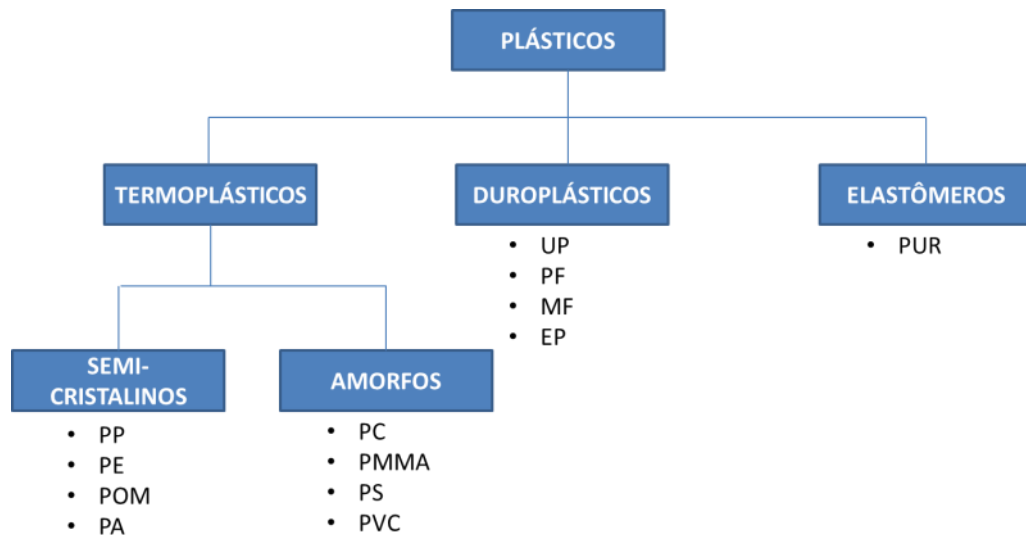 PLÁSTICOS
TERMOPLÁSTICOS
DUROPLÁSTICOS
ELASTÔMEROS
• UP
• PF
• MF
• EP
• PUR
SEMI-
CRISTALINOS
AMORFOS
• PP
• PE
• POM
• PA
• PC
• PMMA
• PS
• PVC